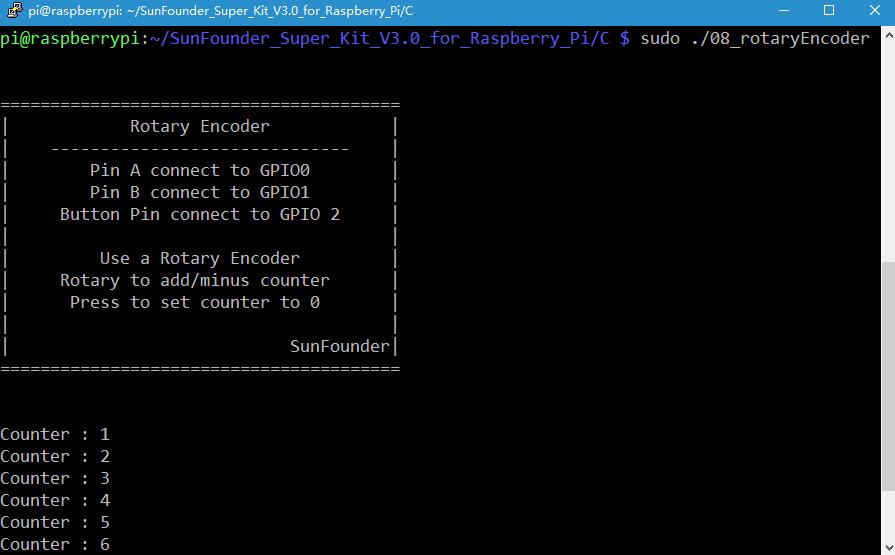 pi@raspberrypi: ~/SunFounder_Super_Kit_V3.0_for_Raspberry_Pi/C
pi@raspberrypi:~/SunFounder_Super_Kit_V3.0_for_Raspberry_Pi/C $ sudo ./08_rotaryEncoder
========================================
|            Rotary Encoder            |
|    ------------------------------    |
|        Pin A connect to GPIO0        |
|        Pin B connect to GPIO1        |
|     Button Pin connect to GPIO 2     |
|                                      |
|         Use a Rotary Encoder         |
|     Rotary to add/minus counter      |
|      Press to set counter to 0       |
|                                      |
|                            SunFounder|
========================================
Counter : 1
Counter : 2
Counter : 3
Counter : 4
Counter : 5
Counter : 6